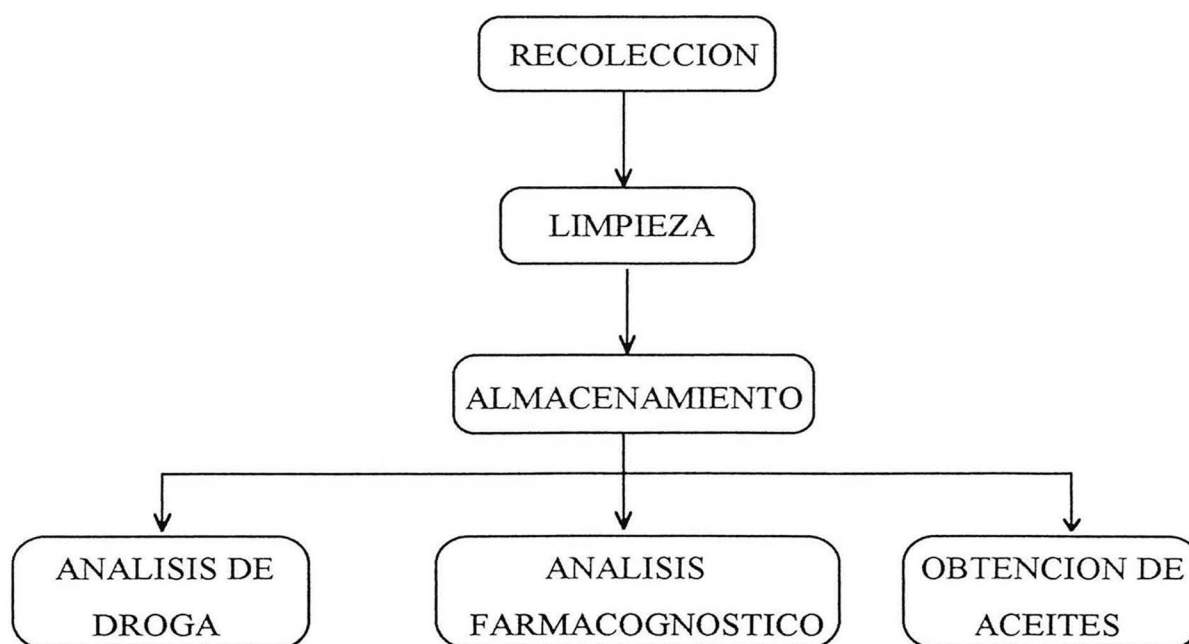 RECOLECCION
LIMPIEZA
ALMACENAMIENTO
ANALISIS DE
DROGA
ANALISIS
FARMACOGNOSTICO
OBTENCION DE
ACEITES